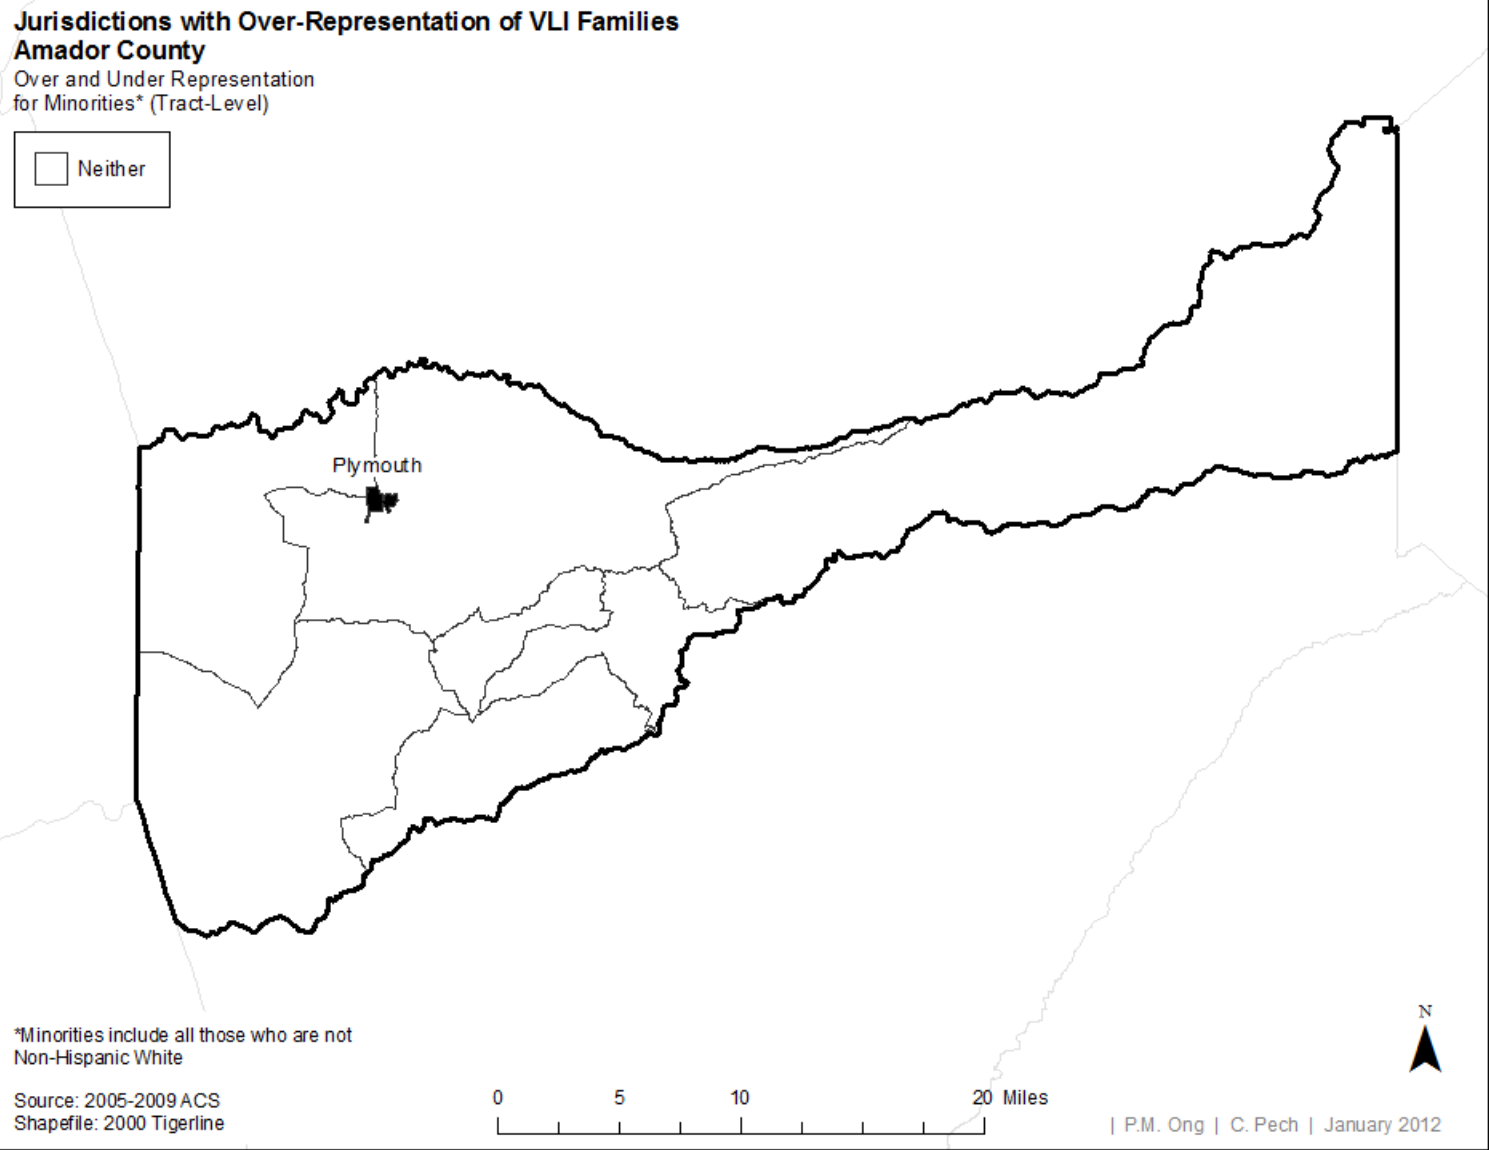 Jurisdictions with Over-Representation of VLI Families
Amador County
Over and Under Representation
for Minorities* (Tract-Level)
Neither
Plymouth
*Minorities include all those who are not
Non-Hispanic White
Source: 2005-2009 ACS
Shapefile: 2000 Tigerline
0 5 10 20 Miles
N
| P.M. Ong | C. Pech | January 2012